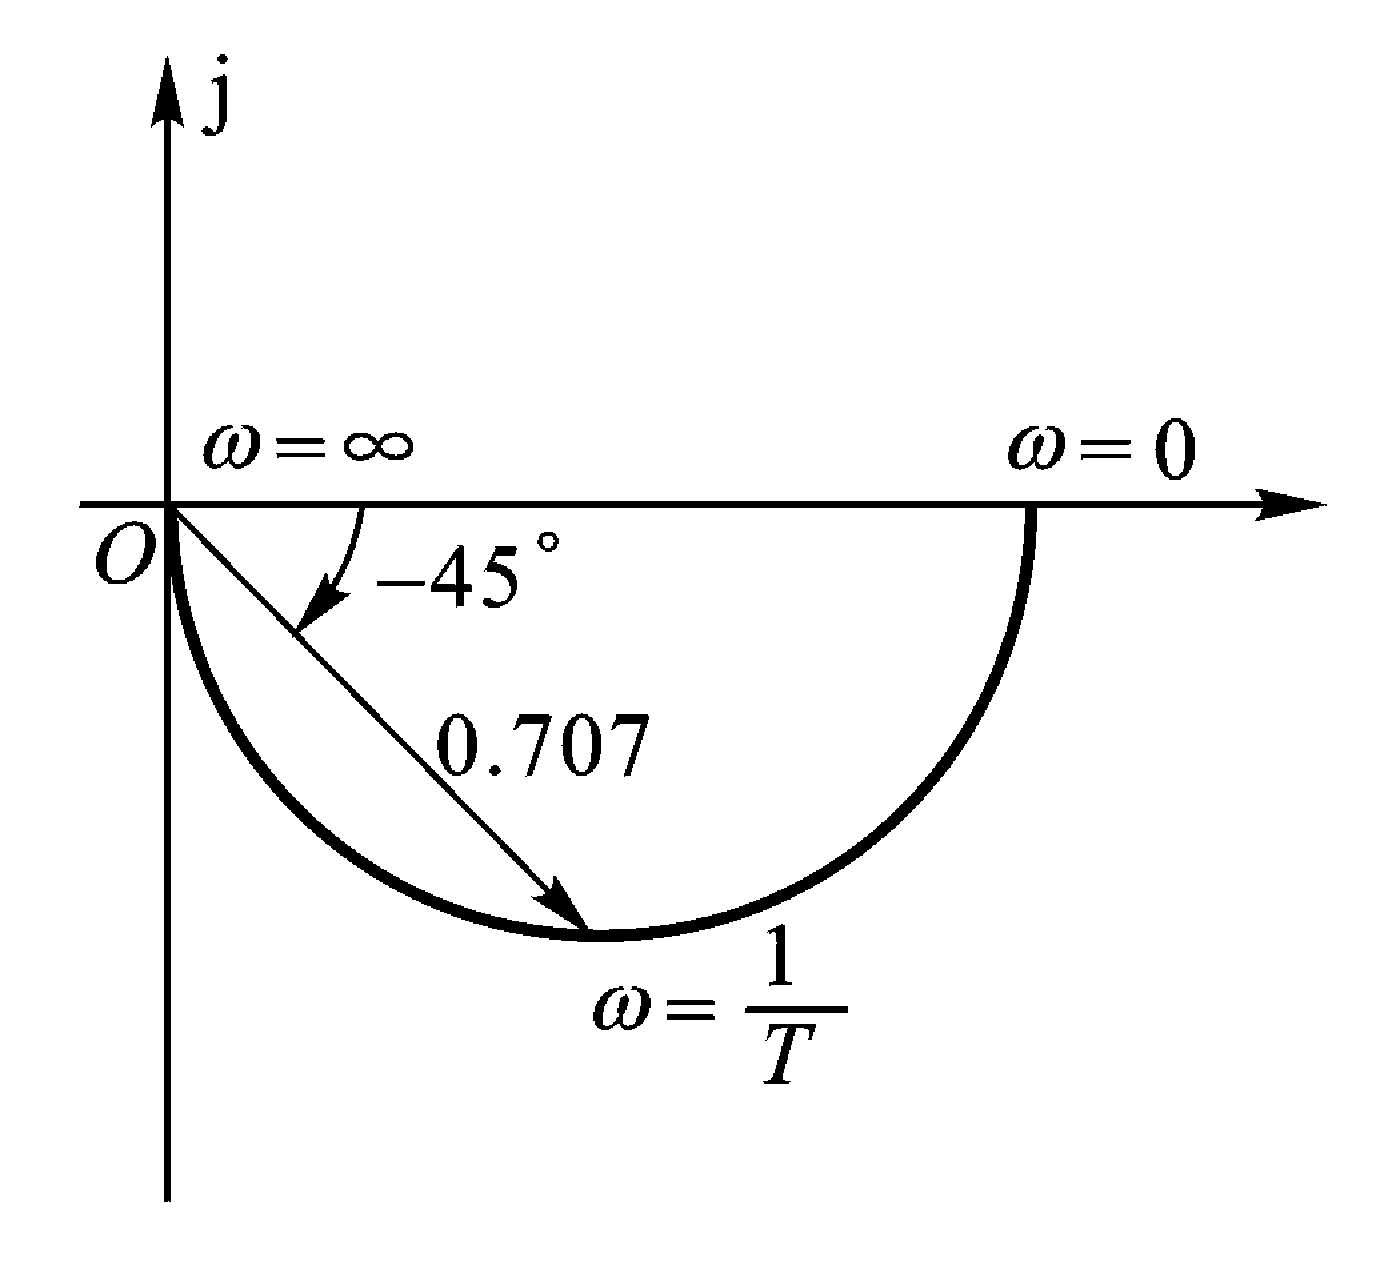 j
ω = ∞
ω = 0
O
−45°
0.707
ω = 1/T